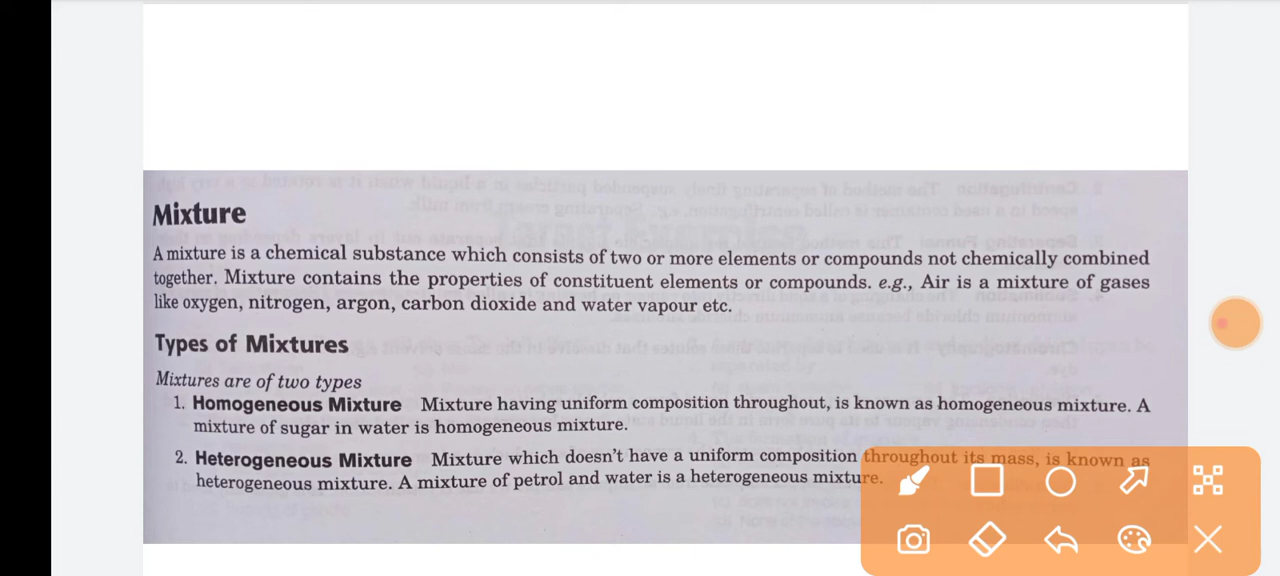 Mixture
A mixture is a chemical substance which consists of two or more elements or compounds not chemically combined
together. Mixture contains the properties of constituent elements or compounds. e.g., Air is a mixture of gases
like oxygen, nitrogen, argon, carbon dioxide and water vapour etc.
Types of Mixtures
Mixtures are of two types
1. Homogeneous Mixture Mixture having uniform composition throughout, is known as homogeneous mixture. A
mixture of sugar in water is homogeneous mixture.
2. Heterogeneous Mixture Mixture which doesn't have a uniform composition throughout its mass, is known as
heterogeneous mixture. A mixture of petrol and water is a heterogeneous mixture.